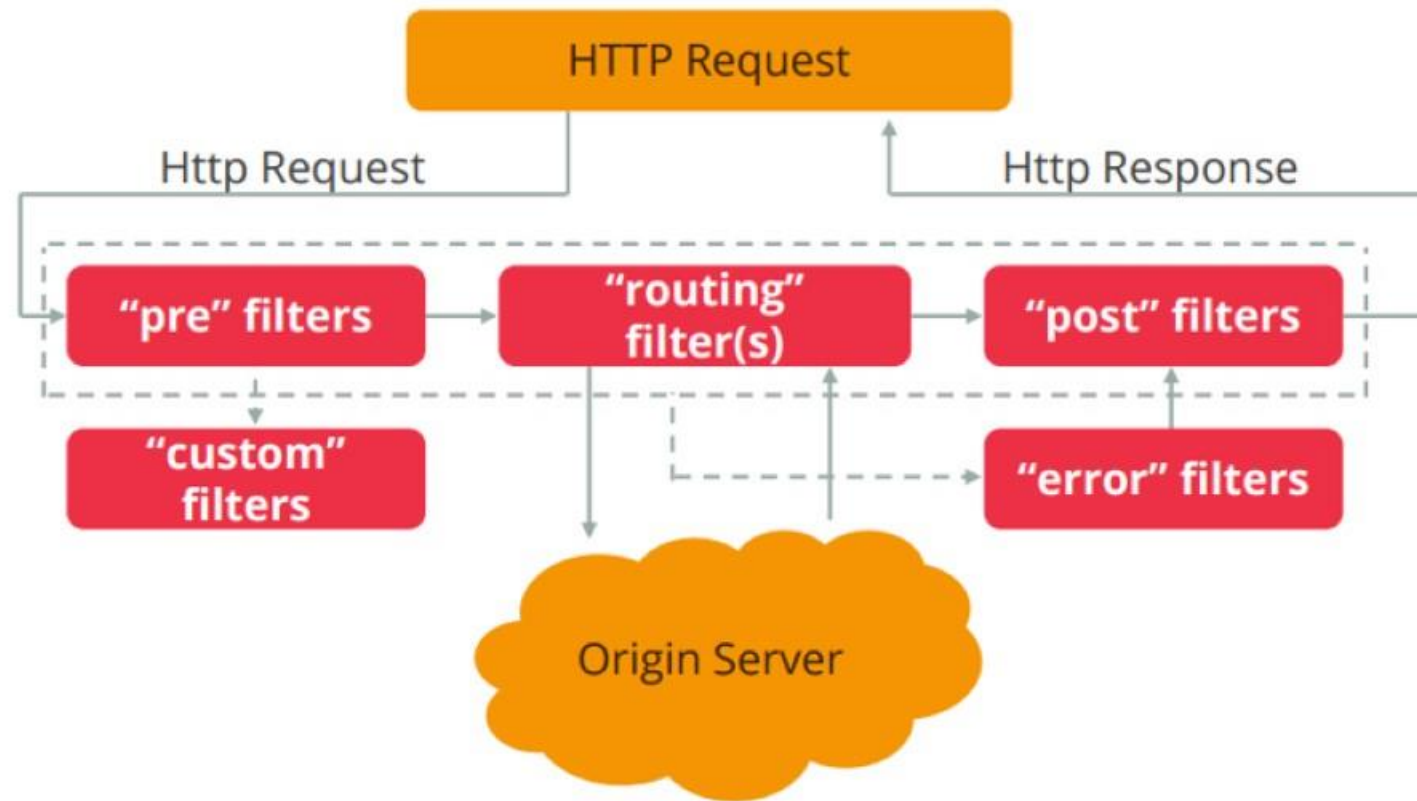 HTTP Request
Http Request
Http Response
“pre” filters
“routing”
filter(s)
“post” filters
“custom”
filters
“error” filters
Origin Server